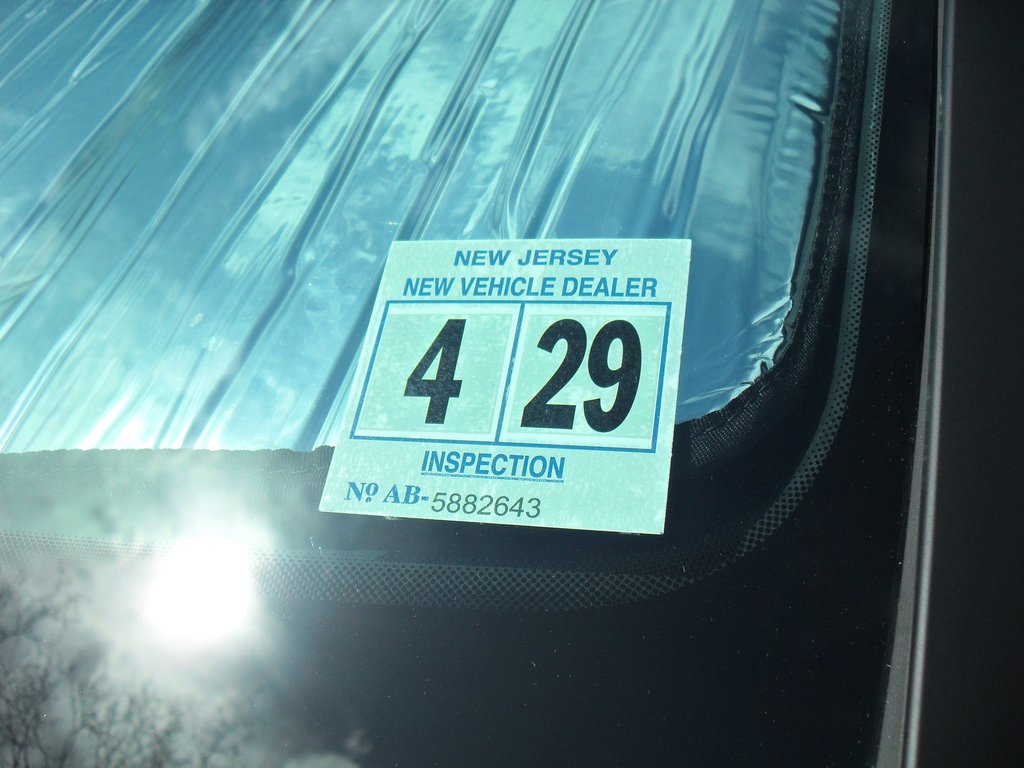 NEW JERSEY
NEW VEHICLE DEALER
4 29
INSPECTION
Nº AB-5882643